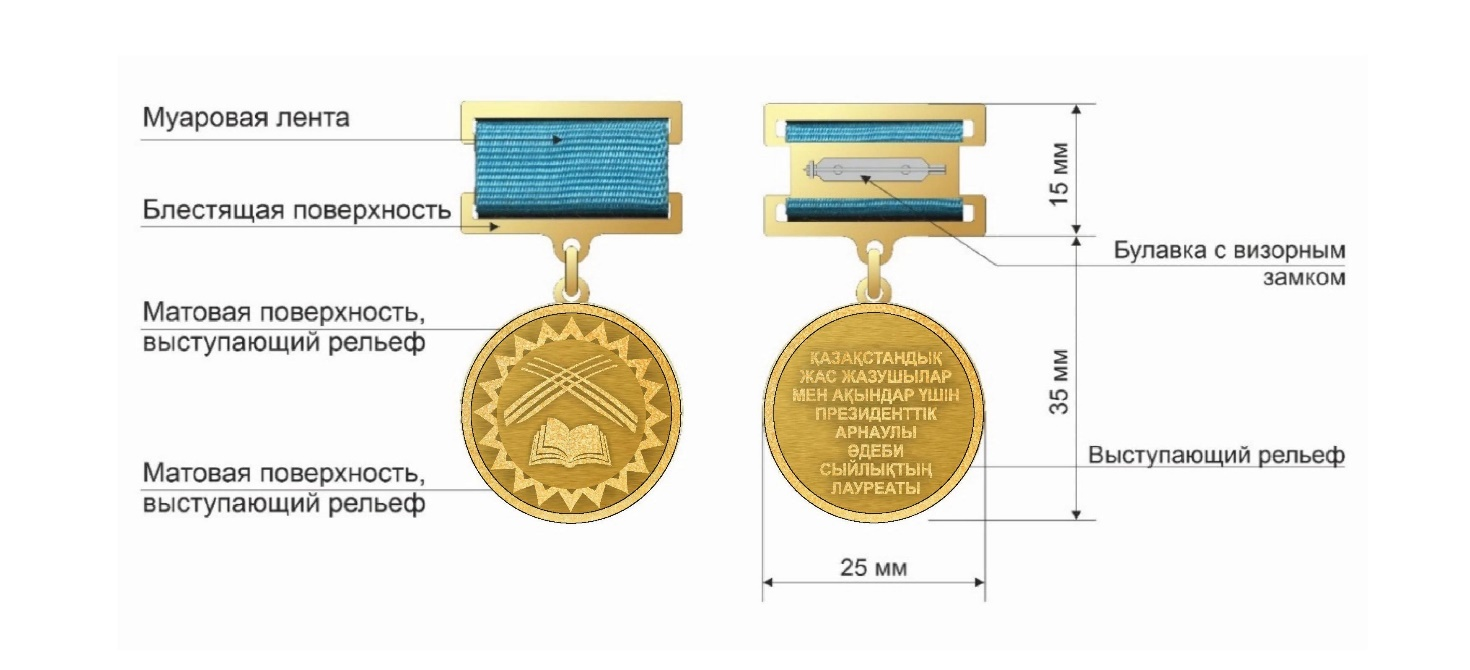 Муаровая лента
Блестящая поверхность
Матовая поверхность,
выступающий рельеф
Матовая поверхность,
выступающий рельеф
15 мм
Булавка с визорным
замком
35 мм
ҚАЗАҚСТАНДЫҚ
ЖАС ЖАЗУШЫЛАР
МЕН АҚЫНДАР ҮШІН
ПРЕЗИДЕНТТІК
АРНАУЛЫ
ӘДЕБИ
СЫЙЛЫҚТЫҢ
ЛАУРЕАТЫ
Выступающий рельеф
25 мм